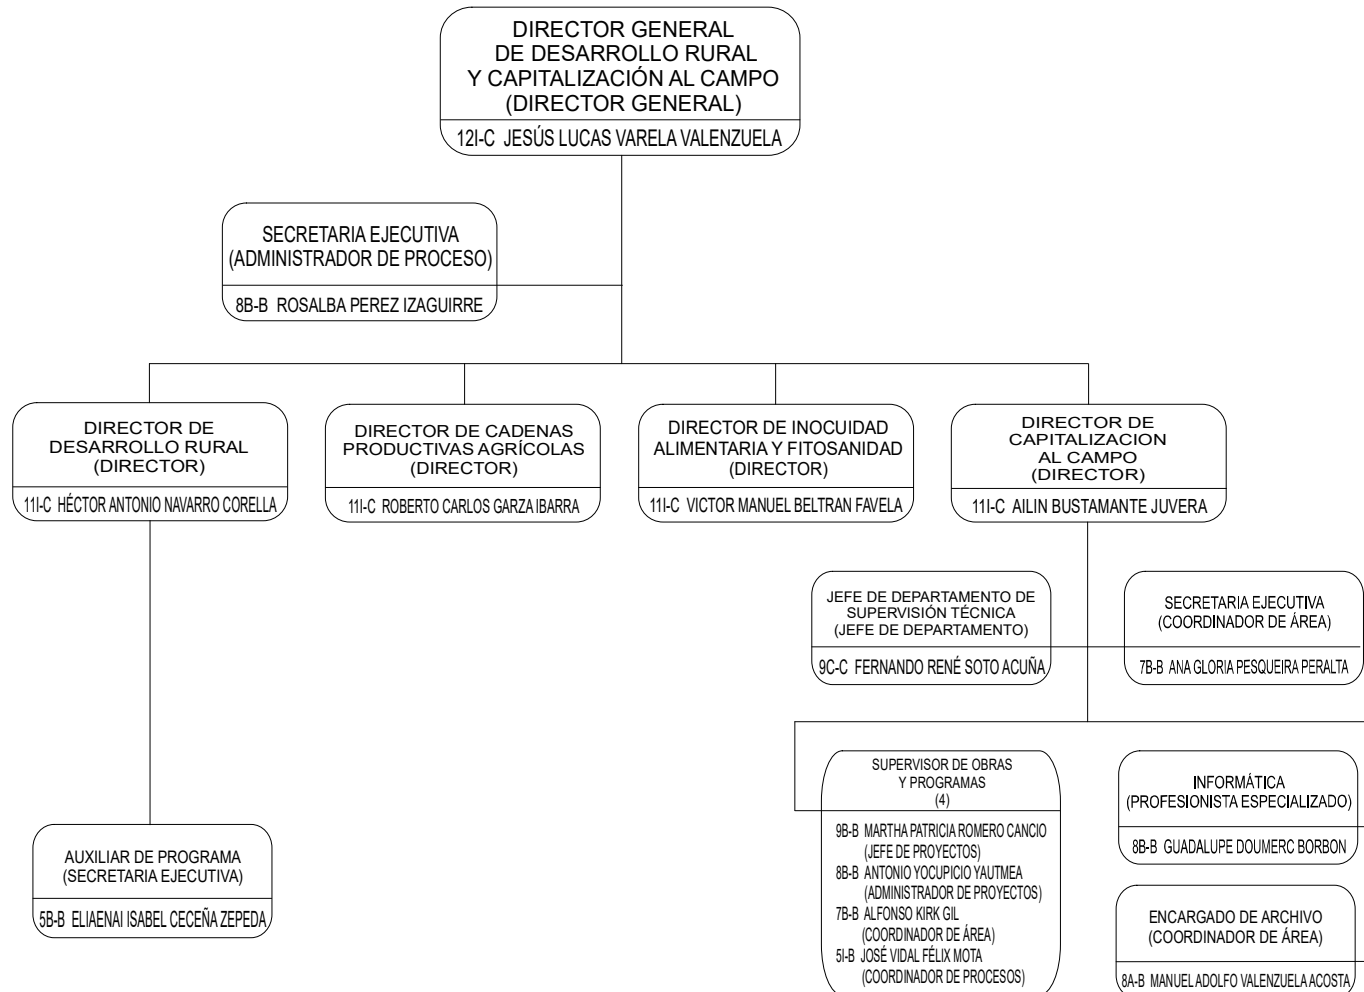 DIRECTOR GENERAL
DE DESARROLLO RURAL
Y CAPITALIZACIÓN AL CAMPO
(DIRECTOR GENERAL)
12I-C JESÚS LUCAS VARELA VALENZUELA
SECRETARIA EJECUTIVA
(ADMINISTRADOR DE PROCESO)
8B-B ROSALBA PEREZ IZAGUIRRE
DIRECTOR DE
DESARROLLO RURAL
(DIRECTOR)
11I-C HÉCTOR ANTONIO NAVARRO CORELLA
DIRECTOR DE CADENAS
PRODUCTIVAS AGRÍCOLAS
(DIRECTOR)
11I-C ROBERTO CARLOS GARZA IBARRA
DIRECTOR DE INOCUIDAD
ALIMENTARIA Y FITOSANIDAD
(DIRECTOR)
11I-C VICTOR MANUEL BELTRAN FAVELA
DIRECTOR DE
CAPITALIZACION
AL CAMPO
(DIRECTOR)
11I-C AILIN BUSTAMANTE JUVERA
JEFE DE DEPARTAMENTO DE
SUPERVISIÓN TÉCNICA
(JEFE DE DEPARTAMENTO)
9C-C FERNANDO RENÉ SOTO ACUÑA
SECRETARIA EJECUTIVA
(COORDINADOR DE ÁREA)
7B-B ANA GLORIA PESQUEIRA PERALTA
SUPERVISOR DE OBRAS
Y PROGRAMAS
(4)
9B-B MARTHA PATRICIA ROMERO CANCIO
(JEFE DE PROYECTOS)
8B-B ANTONIO YOCUPICIO YAUTMEA
(ADMINISTRADOR DE PROYECTOS)
7B-B ALFONSO KIRK GIL
(COORDINADOR DE ÁREA)
5I-B JOSÉ VIDAL FÉLIX MOTA
(COORDINADOR DE PROCESOS)
INFORMÁTICA
(PROFESIONISTA ESPECIALIZADO)
8B-B GUADALUPE DOUMERC BORBON
AUXILIAR DE PROGRAMA
(SECRETARIA EJECUTIVA)
5B-B ELIAENAI ISABEL CECEÑA ZEPEDA
ENCARGADO DE ARCHIVO
(COORDINADOR DE ÁREA)
8A-B MANUEL ADOLFO VALENZUELA ACOSTA